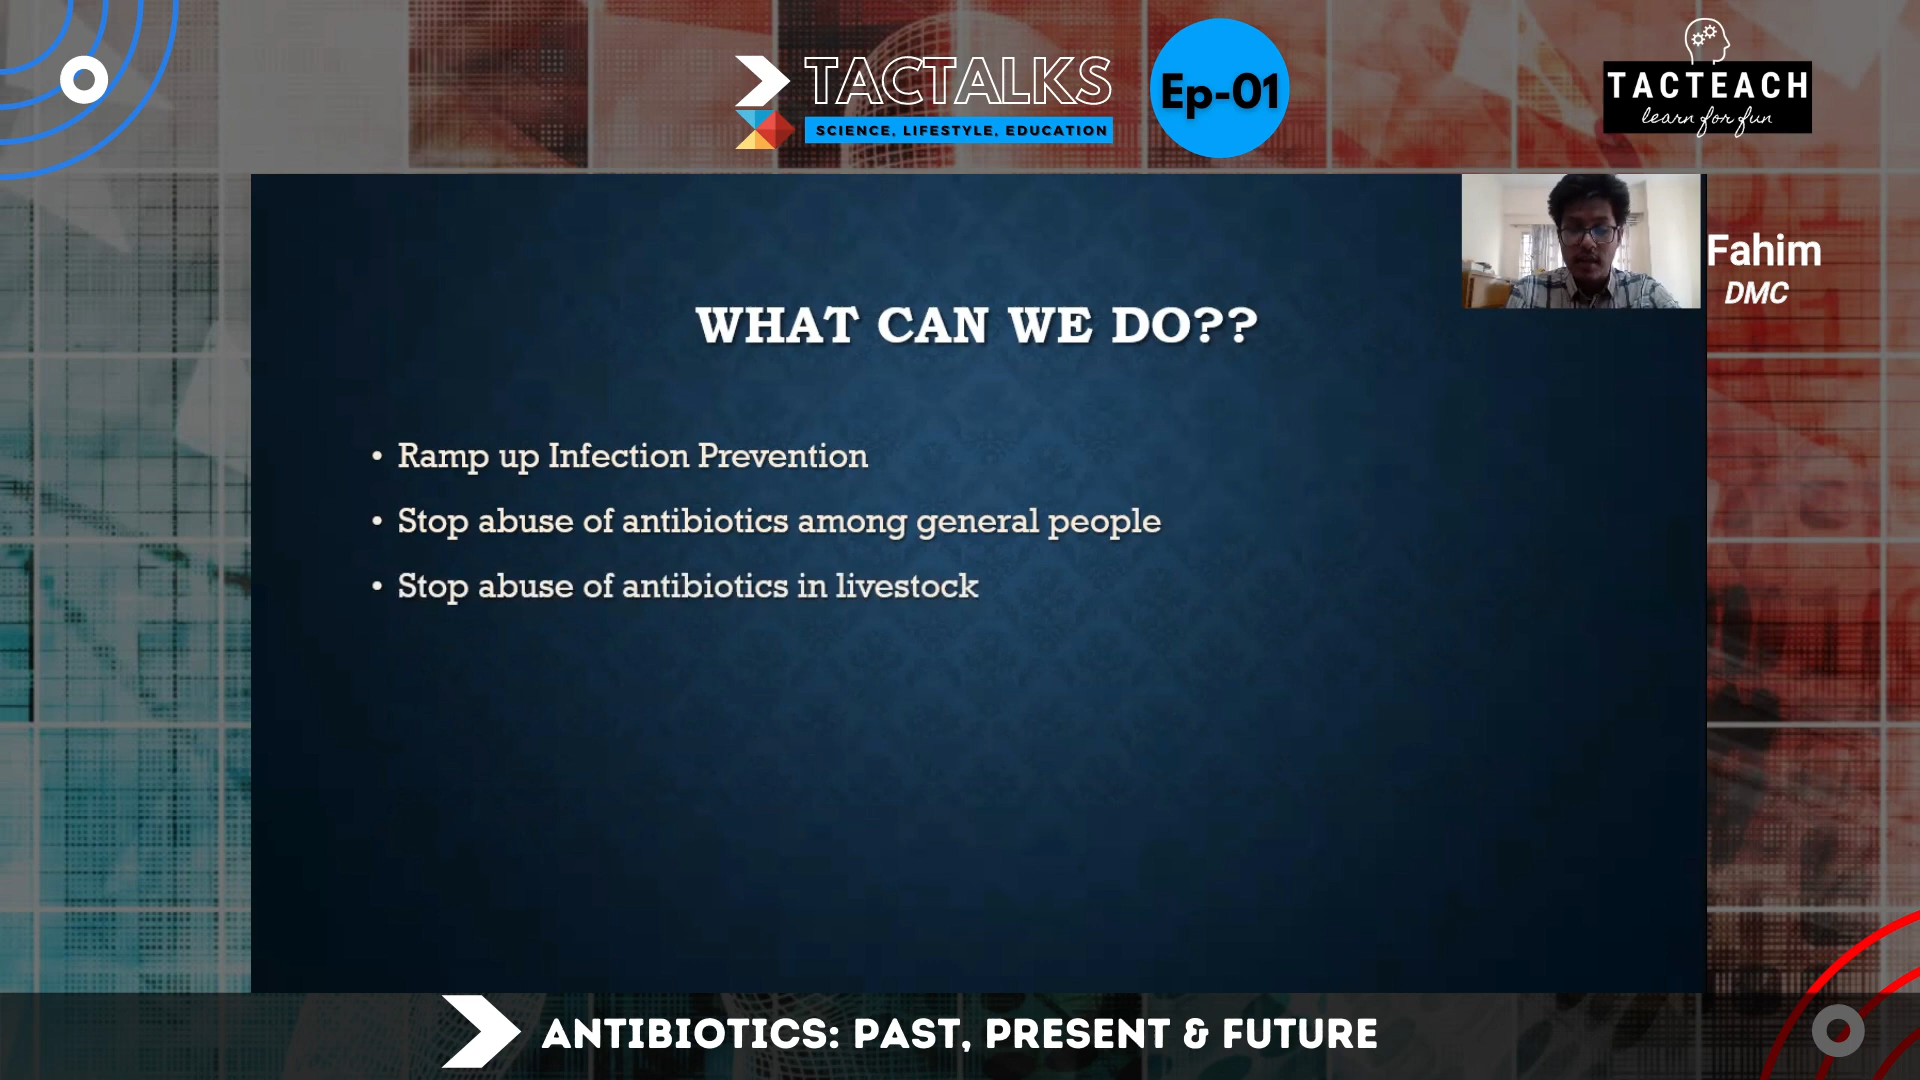 TACTALKS
SCIENCE, LIFESTYLE, EDUCATION
Ep-01
TACTEACH
learn for fun
Fahim
DMC
WHAT CAN WE DO??
• Ramp up Infection Prevention
• Stop abuse of antibiotics among general people
• Stop abuse of antibiotics in livestock
ANTIBIOTICS: PAST, PRESENT & FUTURE